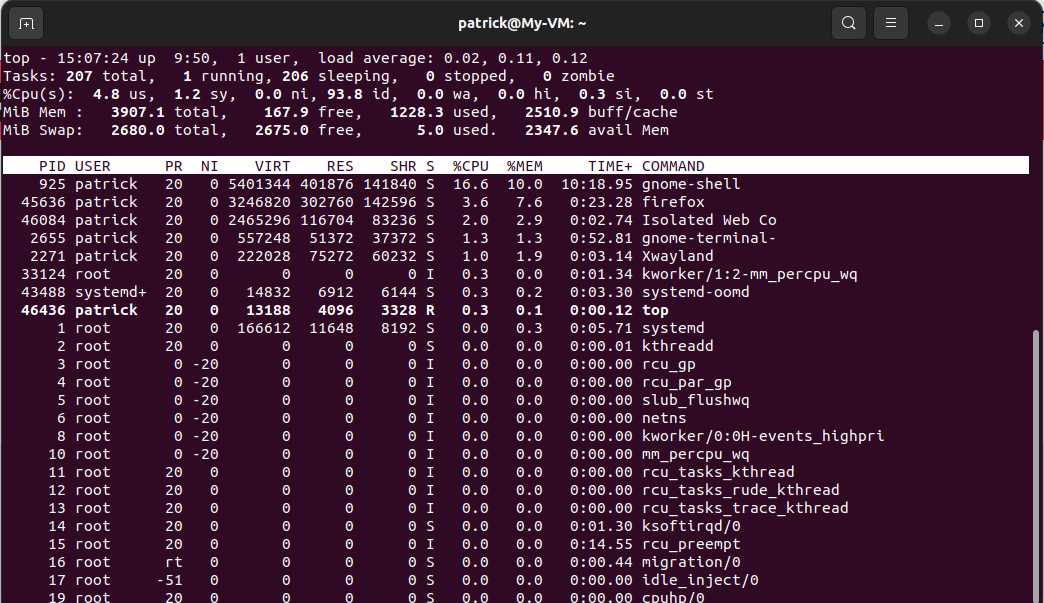 patrick@My-VM: ~
top - 15:07:24 up  9:50,  1 user,  load average: 0.02, 0.11, 0.12
Tasks: 207 total,   1 running, 206 sleeping,   0 stopped,   0 zombie
%Cpu(s):  4.8 us,  1.2 sy,  0.0 ni, 93.8 id,  0.0 wa,  0.0 hi,  0.3 si,  0.0 st
MiB Mem :   3907.1 total,    167.9 free,   1228.3 used,   2510.9 buff/cache
MiB Swap:   2680.0 total,   2675.0 free,      5.0 used.   2347.6 avail Mem
    PID USER      PR  NI    VIRT    RES    SHR S  %CPU  %MEM     TIME+ COMMAND
    925 patrick   20   0 5401344 401876 141840 S  16.6  10.0  10:18.95 gnome-shell
  45636 patrick   20   0 3246820 302760 142596 S   3.6   7.6   0:23.28 firefox
  46084 patrick   20   0 2465296 116704  83236 S   2.0   2.9   0:02.74 Isolated Web Co
   2655 patrick   20   0  557248  51372  37372 S   1.3   1.3   0:52.81 gnome-terminal-
   2271 patrick   20   0  222028  75272  60232 S   1.0   1.9   0:03.14 Xwayland
  33124 root      20   0       0      0      0 I   0.3   0.0   0:01.34 kworker/1:2-mm_percpu_wq
  43488 systemd+  20   0   14832   6912   6144 S   0.3   0.2   0:03.30 systemd-oomd
  46436 patrick   20   0   13188   4096   3328 R   0.3   0.1   0:00.12 top
      1 root      20   0  166612  11648   8192 S   0.0   0.3   0:05.71 systemd
      2 root      20   0       0      0      0 S   0.0   0.0   0:00.01 kthreadd
      3 root       0 -20       0      0      0 I   0.0   0.0   0:00.00 rcu_gp
      4 root       0 -20       0      0      0 I   0.0   0.0   0:00.00 rcu_par_gp
      5 root       0 -20       0      0      0 I   0.0   0.0   0:00.00 slub_flushwq
      6 root       0 -20       0      0      0 I   0.0   0.0   0:00.00 netns
      8 root       0 -20       0      0      0 I   0.0   0.0   0:00.00 kworker/0:0H-events_highpri
     10 root       0 -20       0      0      0 I   0.0   0.0   0:00.00 mm_percpu_wq
     11 root      20   0       0      0      0 I   0.0   0.0   0:00.00 rcu_tasks_kthread
     12 root      20   0       0      0      0 I   0.0   0.0   0:00.00 rcu_tasks_rude_kthread
     13 root      20   0       0      0      0 I   0.0   0.0   0:00.00 rcu_tasks_trace_kthread
     14 root      20   0       0      0      0 S   0.0   0.0   0:01.30 ksoftirqd/0
     15 root      20   0       0      0      0 I   0.0   0.0   0:14.55 rcu_preempt
     16 root      rt   0       0      0      0 S   0.0   0.0   0:00.44 migration/0
     17 root     -51   0       0      0      0 S   0.0   0.0   0:00.00 idle_inject/0
     19 root      20   0       0      0      0 S   0.0   0.0   0:00.00 cpuhp/0